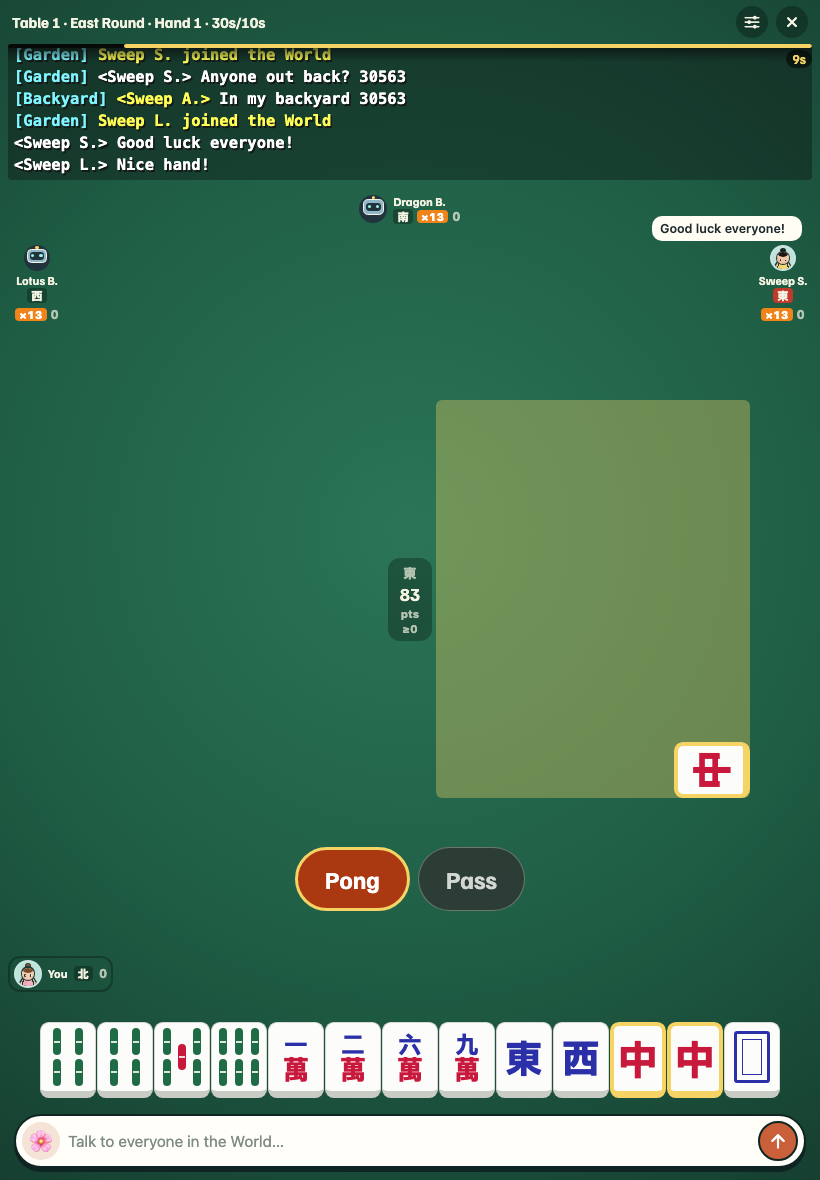 Table 1 · East Round · Hand 1 · 30s/10s
[Garden] Sweep S. joined the World
9s
[Garden] <Sweep S.> Anyone out back? 30563
[Backyard] <Sweep A.> In my backyard 30563
[Garden] Sweep L. joined the World
<Sweep S.> Good luck everyone!
<Sweep L.> Nice hand!
Dragon B.
南 ×13 0
Good luck everyone!
Lotus B.
西
×13 0
Sweep S.
東
×13 0
東
83
pts
≥0
中
Pong
Pass
You 北 0
一萬 二萬 六萬 九萬 東 西 中 中
Talk to everyone in the World...